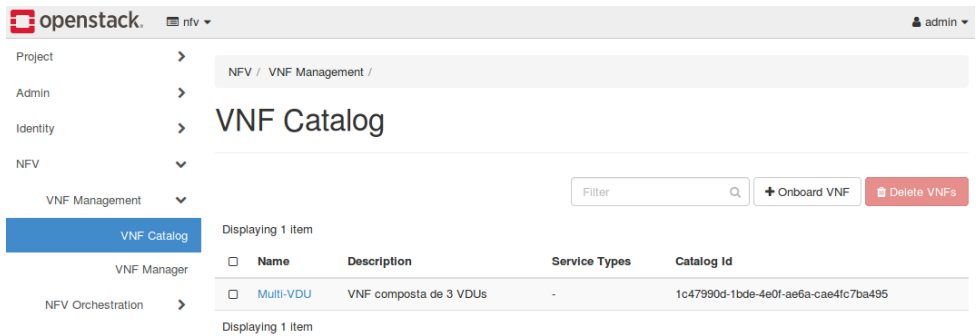 openstack. nfv admin
Project
Admin
Identity
NFV
VNF Management
VNF Catalog
VNF Manager
NFV Orchestration
NFV / VNF Management /
VNF Catalog
Filter Onboard VNF Delete VNFs
Displaying 1 item
Name Description Service Types Catalog Id
Multi-VDU VNF composta de 3 VDUs - 1c47990d-1bde-4e0f-ae6a-cae4fc7ba495
Displaying 1 item